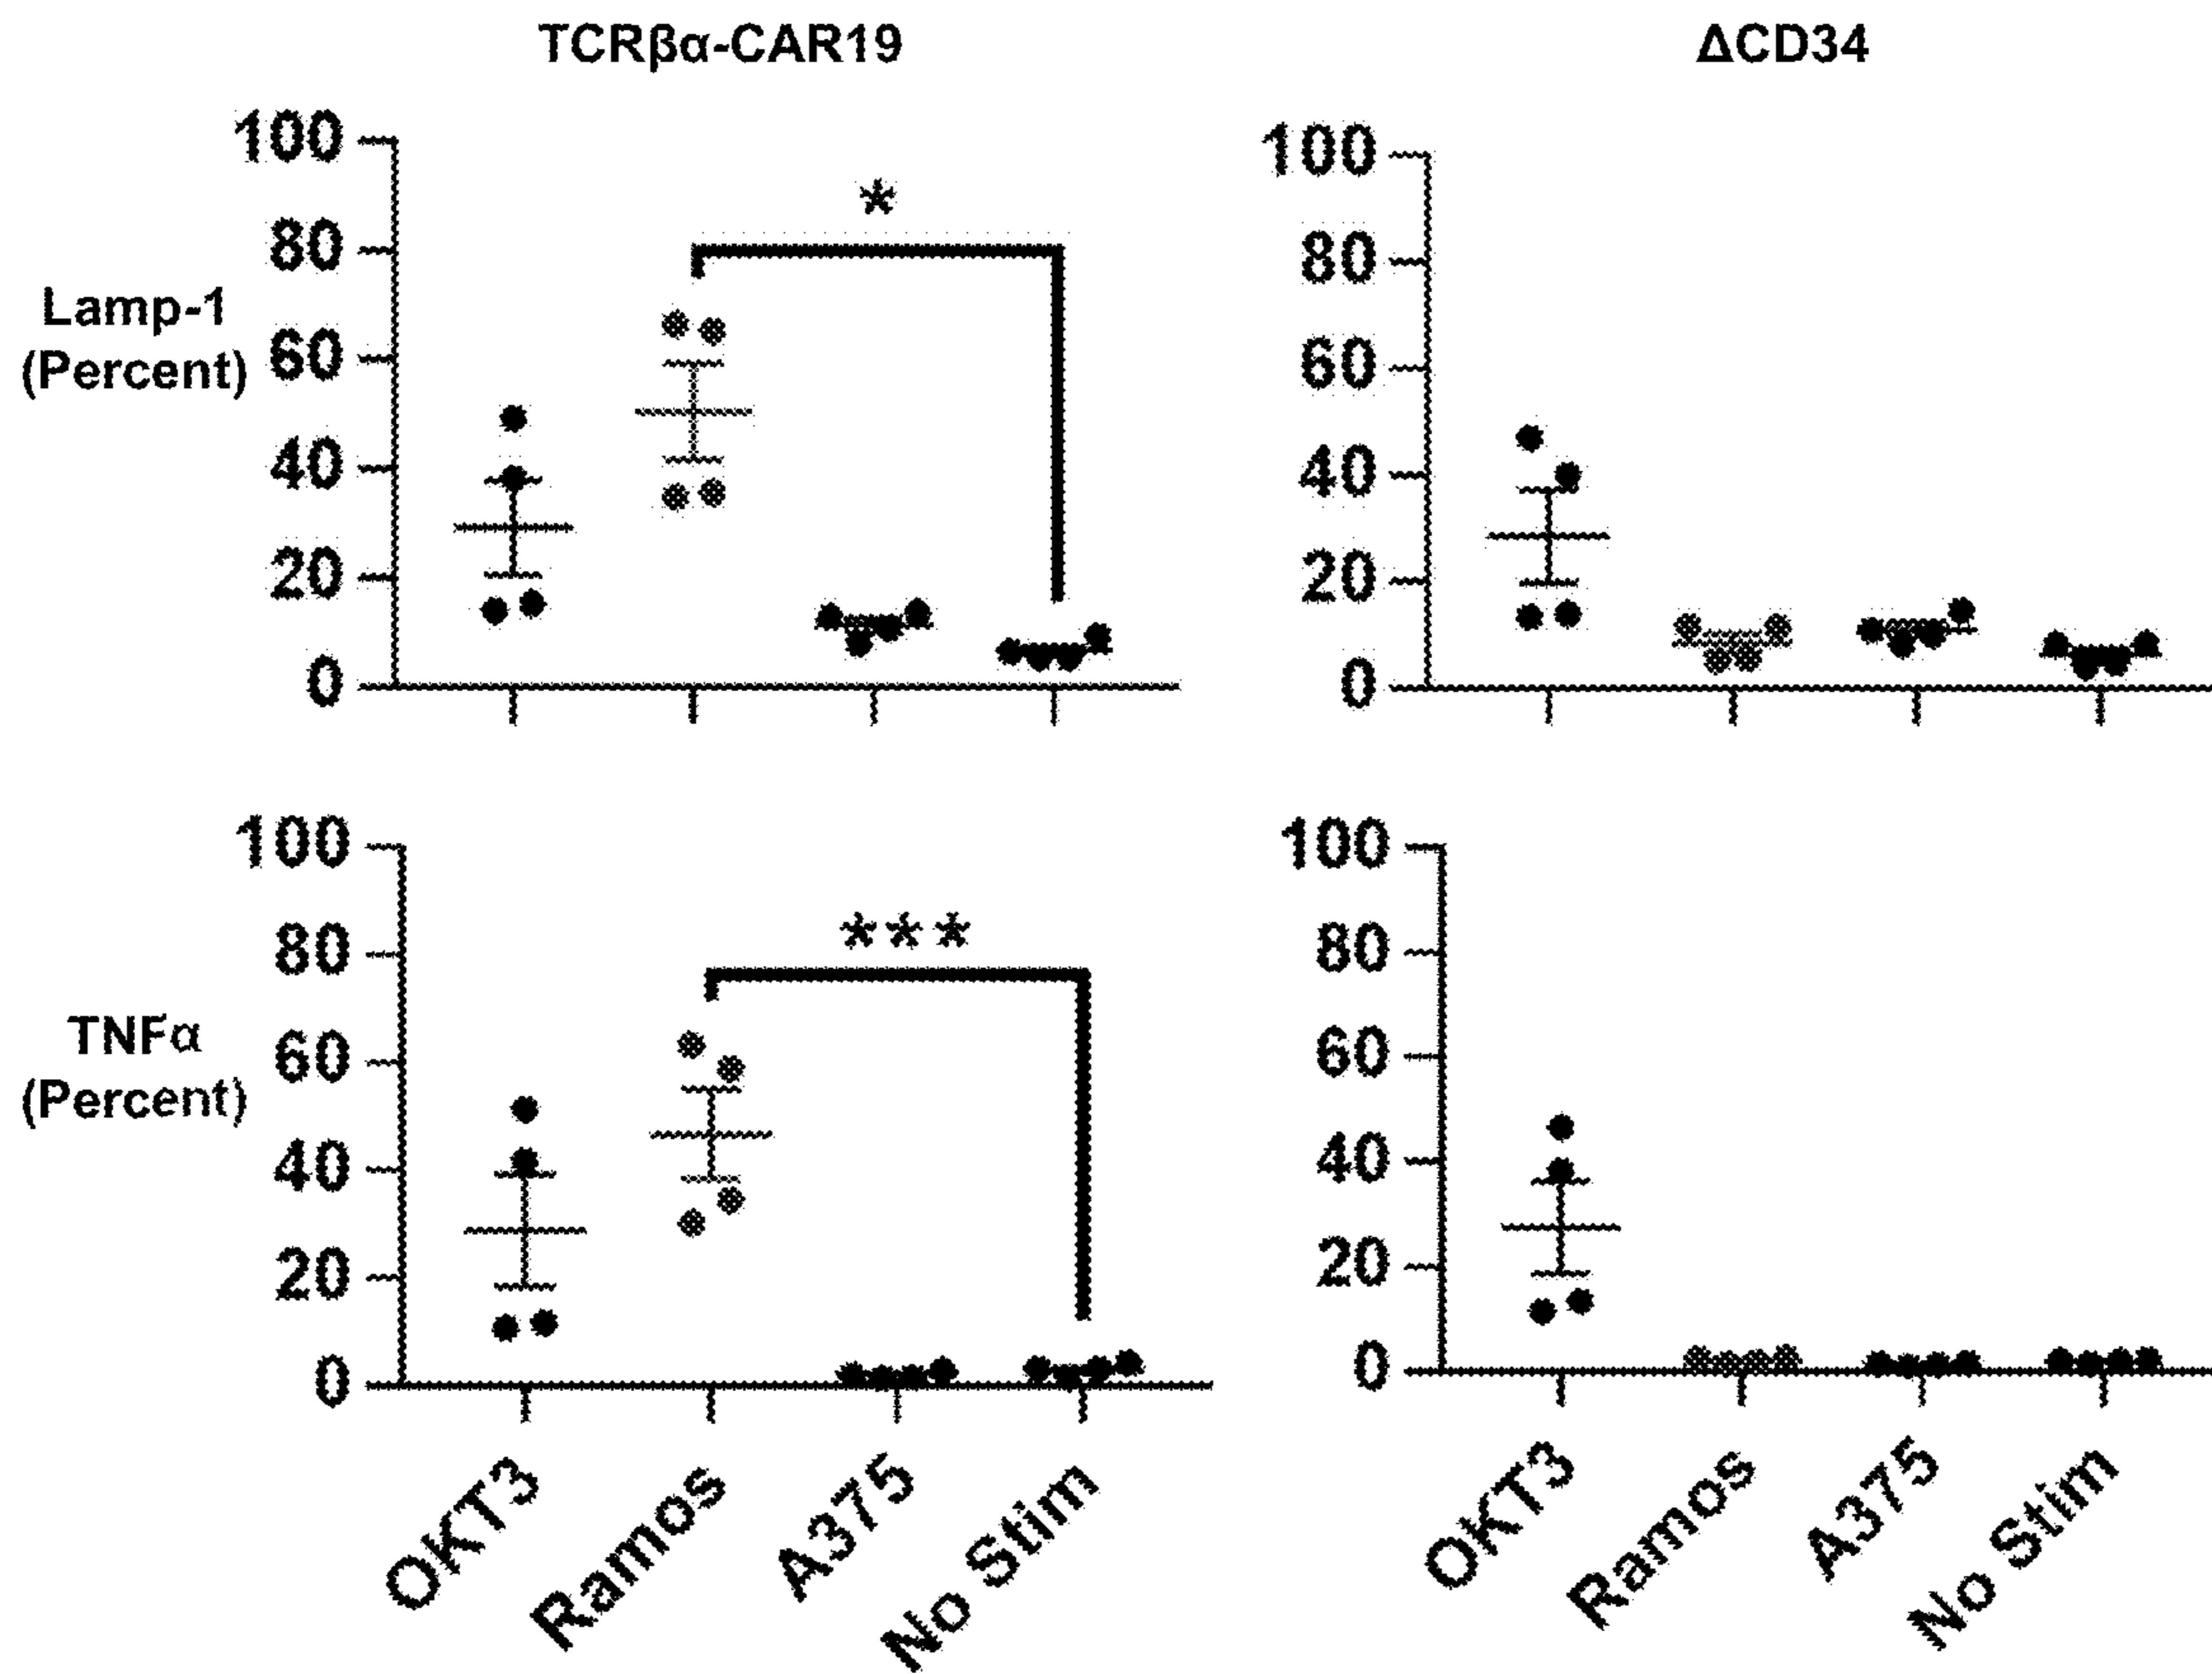 TCRβα-CAR19
ΔCD34
100
80
60
40
20
0
Lamp-1
(Percent)
*
100
80
60
40
20
0
100
80
60
40
20
0
TNFα
(Percent)
***
100
80
60
40
20
0
OKT3
Ramos
A375
No Stim
OKT3
Ramos
A375
No Stim